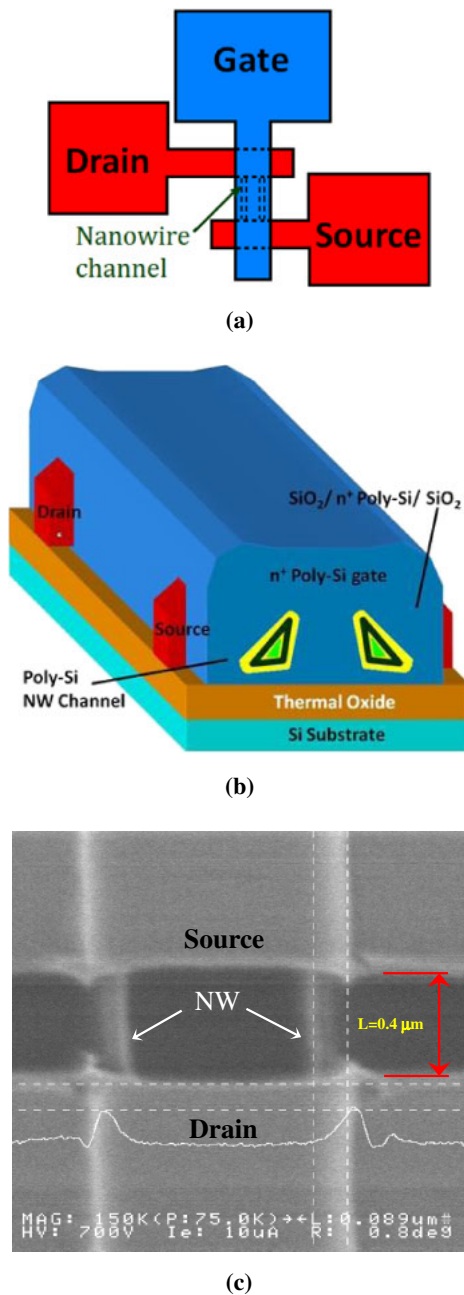 Gate
Drain
Nanowire
channel
Source
(a)
SiO₂/ n⁺ Poly-Si/ SiO₂
Drain
n⁺ Poly-Si gate
Source
Poly-Si
NW Channel
Thermal Oxide
Si Substrate
(b)
Source
NW
L=0.4 μm
Drain
MAG: 150K(P:75.0K)→←L:0.089um
HV: 700V Ie: 10uA R: 0.8deg
(c)